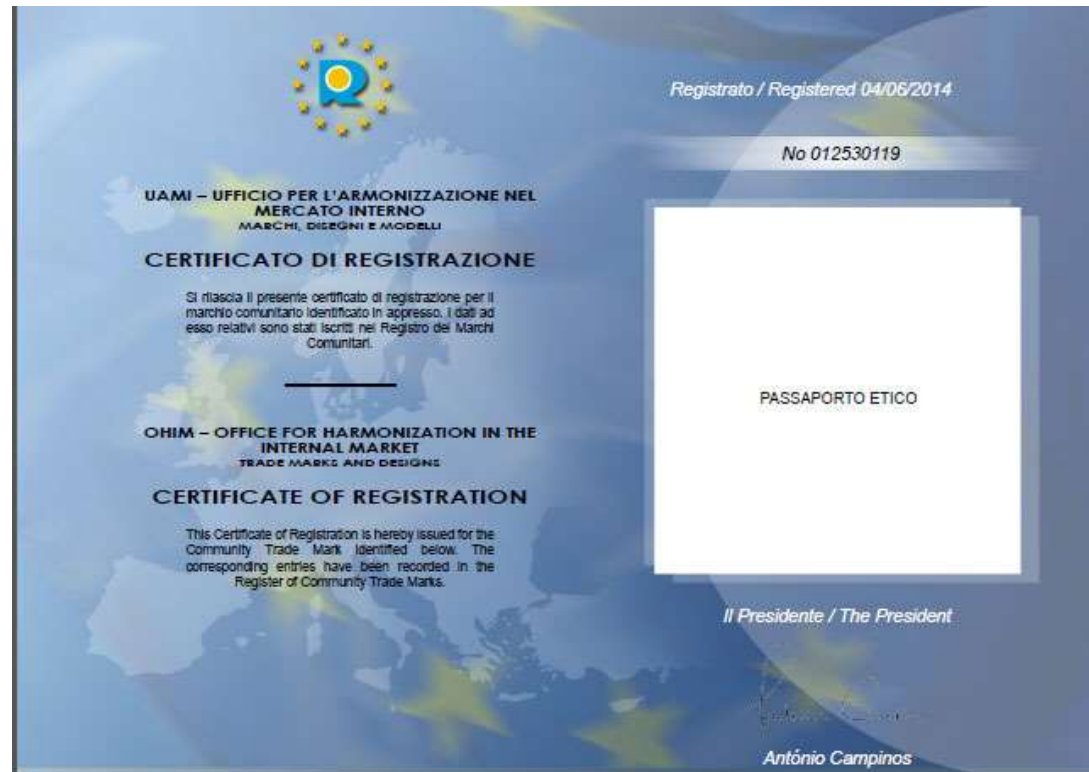 UAMI – UFFICIO PER L'ARMONIZZAZIONE NEL
MERCATO INTERNO
MARCHI, DISEGNI E MODELLI
CERTIFICATO DI REGISTRAZIONE
Si rilascia il presente certificato di registrazione per il
marchio comunitario identificato in appresso. I dati ad
esso relativi sono stati iscritti nel Registro dei Marchi
Comunitari.
OHIM – OFFICE FOR HARMONIZATION IN THE
INTERNAL MARKET
TRADE MARKS AND DESIGNS
CERTIFICATE OF REGISTRATION
This Certificate of Registration is hereby issued for the
Community Trade Mark identified below. The
corresponding entries have been recorded in the
Register of Community Trade Marks.
Registrato / Registered 04/06/2014
No 012530119
PASSAPORTO ETICO
Il Presidente / The President
António Campinos